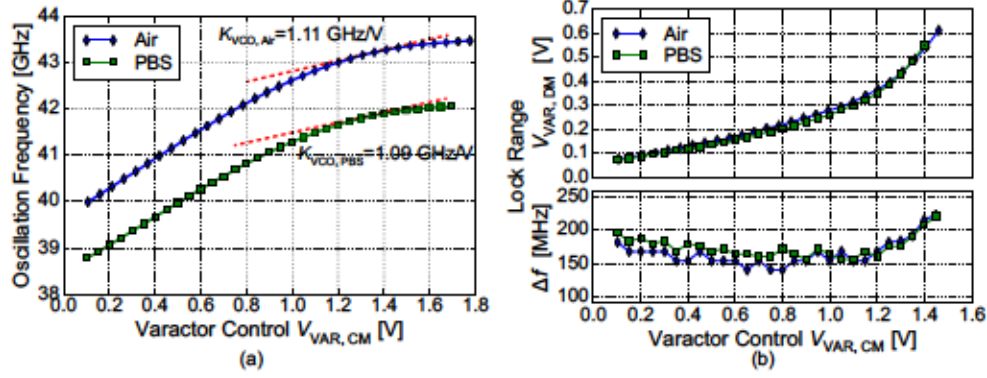 44
43
42
41
40
39
38
Oscillation Frequency [GHz]
Air
PBS
K_VCO, Air=1.11 GHz/V
K_VCO, PBS=1.09 GHz/V
0.0 0.2 0.4 0.6 0.8 1.0 1.2 1.4 1.6 1.8
Varactor Control V_VAR, CM [V]
(a)
Lock Range
V_VAR, DM [V]
0.7
0.6
0.5
0.4
0.3
0.2
0.1
0.0
Air
PBS
Δf [MHz]
250
200
150
100
0.0 0.2 0.4 0.6 0.8 1.0 1.2 1.4 1.6
Varactor Control V_VAR, CM [V]
(b)